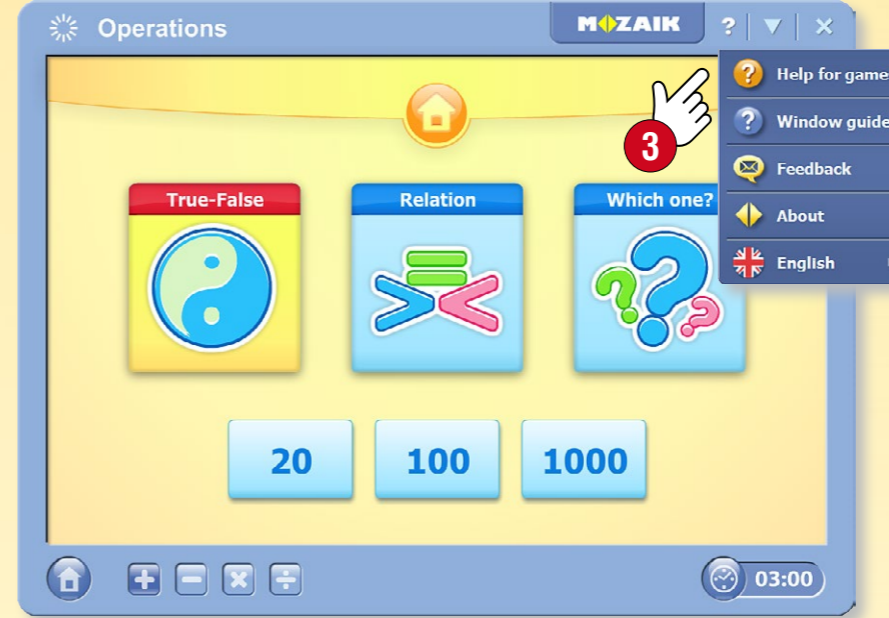 Operations
MOZAIK
?
3
Help for games
Window guide
Feedback
About
English
True-False
Relation
Which one?
20
100
1000
03:00